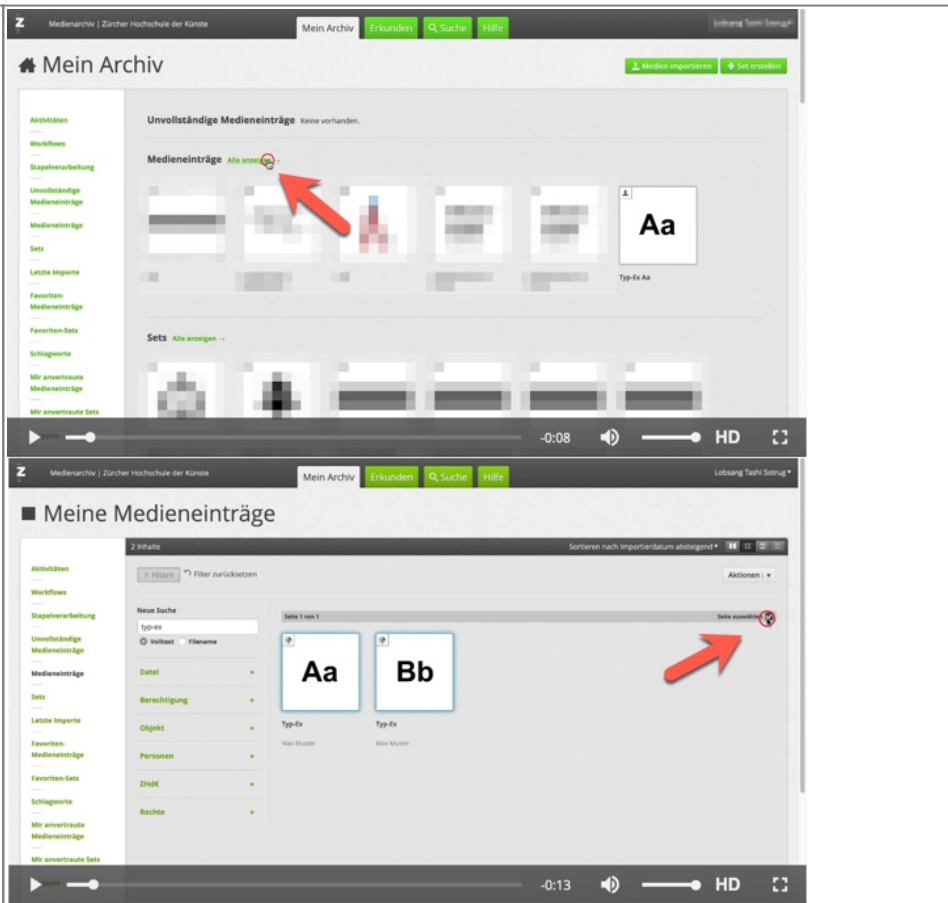 Z Medienarchiv | Zürcher Hochschule der Künste Mein Archiv Erkunden Suche Hilfe
Mein Archiv Medien importieren + Set erstellen
Aktivitäten
Workflows
Stapelverarbeitung
Unvollständige
Medieneinträge
Medieneinträge
Sets
Letzte Importe
Favoriten-
Medieneinträge
Favoriten-Sets
Schlagworte
Mir anvertraute
Medieneinträge
Mir anvertraute Sets
Unvollständige Medieneinträge Keine vorhanden.
Medieneinträge Alle anzeigen →
Aa
Typ-Ex Aa
Sets Alle anzeigen →
-0:08 HD
Z Medienarchiv | Zürcher Hochschule der Künste Mein Archiv Erkunden Suche Hilfe Lobsang Tashi Sotrug
Meine Medieneinträge
Aktivitäten
Workflows
Stapelverarbeitung
Unvollständige
Medieneinträge
Medieneinträge
Sets
Letzte Importe
Favoriten-
Medieneinträge
Favoriten-Sets
Schlagworte
Mir anvertraute
Medieneinträge
Mir anvertraute Sets
2 Inhalte Sortieren nach Importierdatum absteigend
Filtern Filter zurücksetzen Aktionen
Neue Suche
typ-ex
Volltext Filename
Datei
Berechtigung
Objekt
Personen
ZHdK
Rechte
Seite 1 von 1 Seite auswählen
Aa Bb
Typ-Ex Typ-Ex
Max Muster Max Muster
-0:13 HD